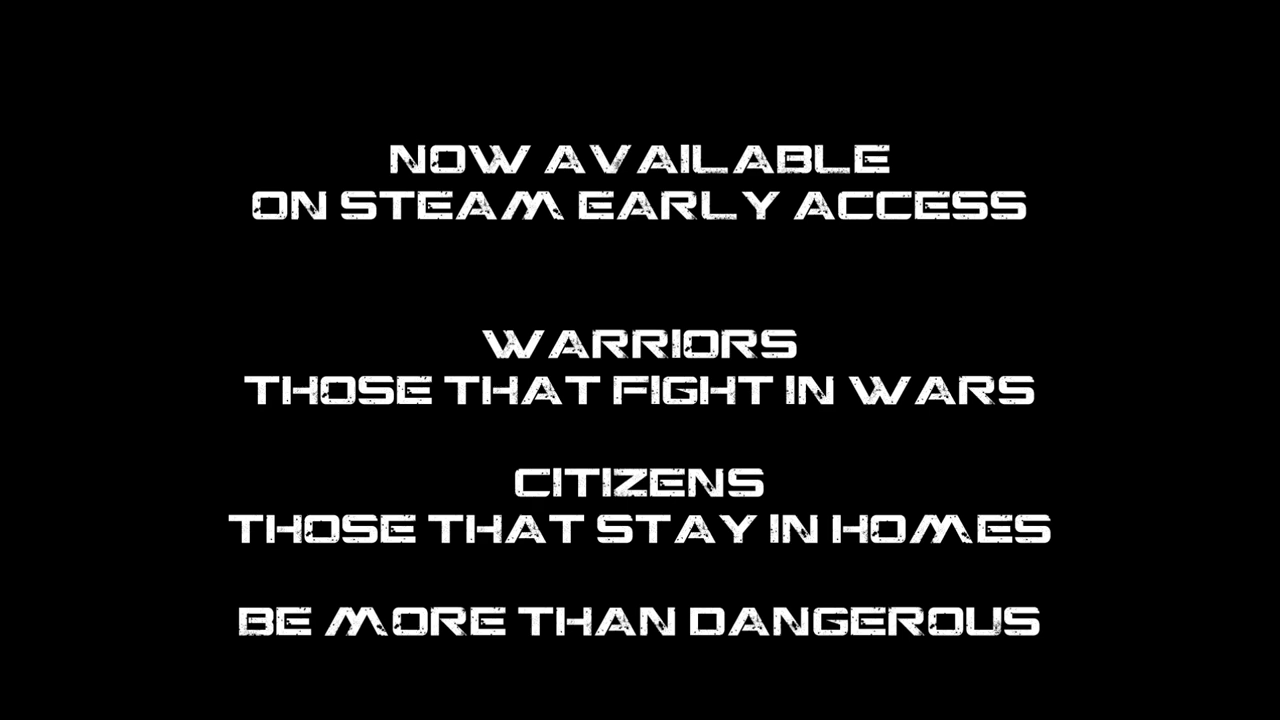 NOW AVAILABLE
ON STEAM EARLY ACCESS
WARRIORS
THOSE THAT FIGHT IN WARS
CITIZENS
THOSE THAT STAY IN HOMES
BE MORE THAN DANGEROUS